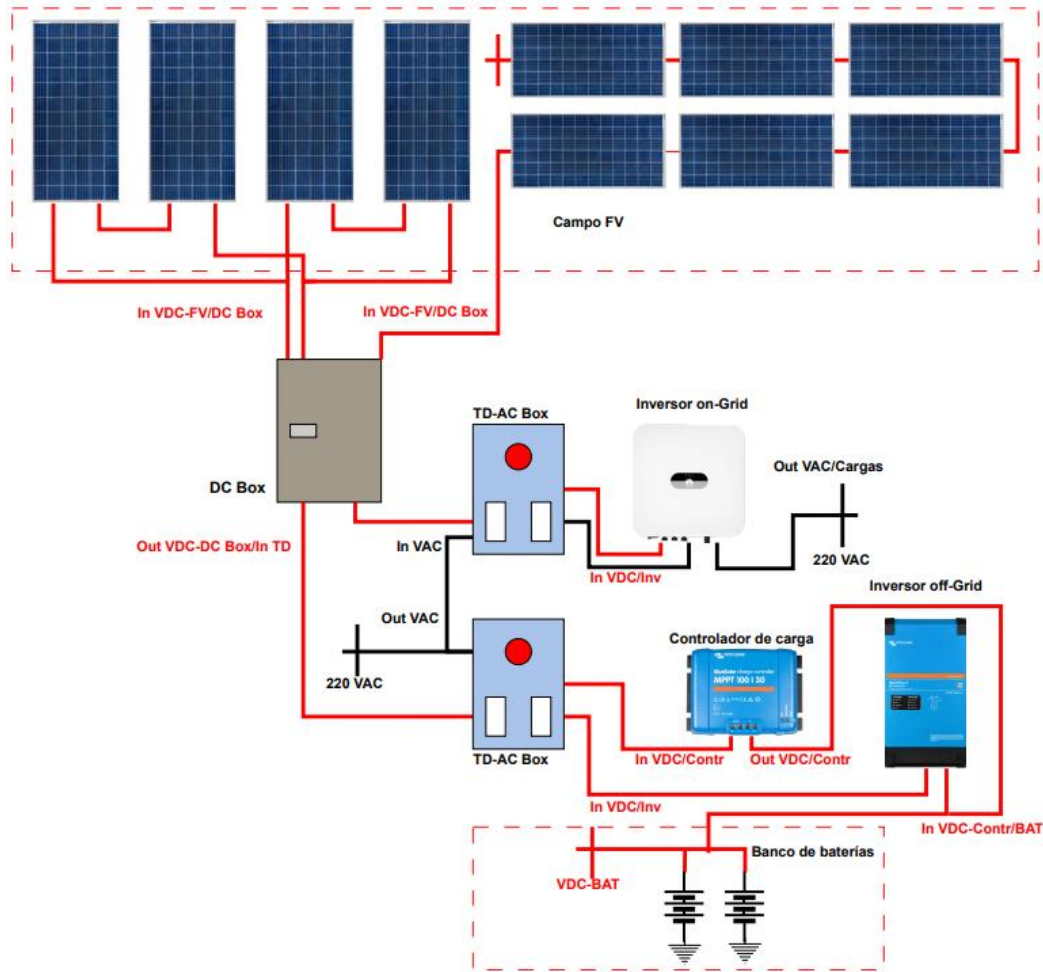 Campo FV
In VDC-FV/DC Box
In VDC-FV/DC Box
TD-AC Box
Inversor on-Grid
Out VAC/Cargas
DC Box
Out VDC-DC Box/In TD
In VAC
In VDC/Inv
220 VAC
Inversor off-Grid
Out VAC
Controlador de carga
220 VAC
MPPT 100 | 30
TD-AC Box
In VDC/Contr
Out VDC/Contr
In VDC/Inv
In VDC-Contr/BAT
Banco de baterías
VDC-BAT